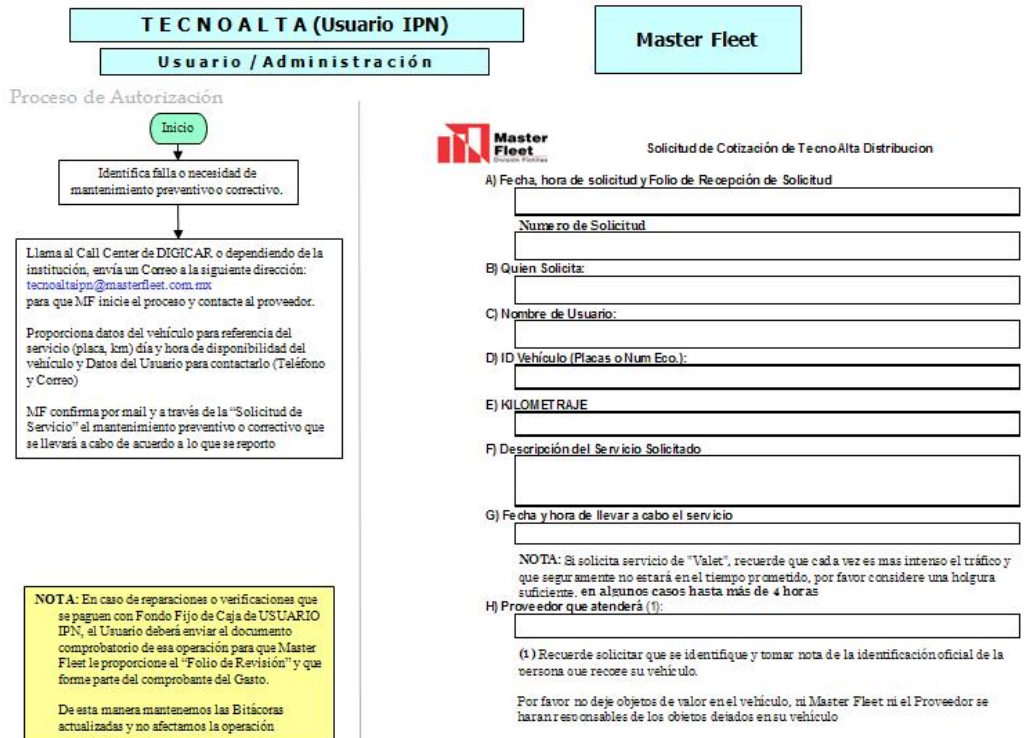 T E C N O A L T A (Usuario IPN)
Usuario / Administración
Master Fleet
Proceso de Autorización
Inicio
Identifica falla o necesidad de
mantenimiento preventivo o correctivo.
Llama al Call Center de DIGICAR o dependiendo de la
institución, envía un Correo a la siguiente dirección:
tecnoaltaipn@masterfleet.com.mx
para que MF inicie el proceso y contacte al proveedor.
Proporciona datos del vehículo para referencia del
servicio (placa, km) día y hora de disponibilidad del
vehículo y Datos del Usuario para contactarlo (Teléfono
y Correo)
MF confirma por mail y a través de la “Solicitud de
Servicio” el mantenimiento preventivo o correctivo que
se llevará a cabo de acuerdo a lo que se reporto
NOTA: En caso de reparaciones o verificaciones que
se paguen con Fondo Fijo de Caja de USUARIO
IPN, el Usuario deberá enviar el documento
comprobatorio de esa operación para que Master
Fleet le proporcione el “Folio de Revisión” y que
forme parte del comprobante del Gasto.
De esta manera mantenemos las Bitácoras
actualizadas y no afectamos la operación
Master
Fleet
Solicitud de Cotización de Tecno Alta Distribucion
A) Fecha, hora de solicitud y Folio de Recepción de Solicitud
Numero de Solicitud
B) Quien Solicita:
C) Nombre de Usuario:
D) ID Vehículo (Placas o Num Eco.):
E) KILOMETRAJE
F) Descripción del Servicio Solicitado
G) Fecha y hora de llevar a cabo el servicio
NOTA: Si solicita servicio de "Valet", recuerde que cada vez es mas intenso el tráfico y
que seguramente no estará en el tiempo prometido, por favor considere una holgura
suficiente, en algunos casos hasta más de 4 horas
H) Proveedor que atenderá (1):
(1) Recuerde solicitar que se identifique y tomar nota de la identificación oficial de la
persona que recoge su vehículo.
Por favor no deje objetos de valor en el vehículo, ni Master Fleet ni el Proveedor se
haran responsables de los objetos dejados en su vehículo